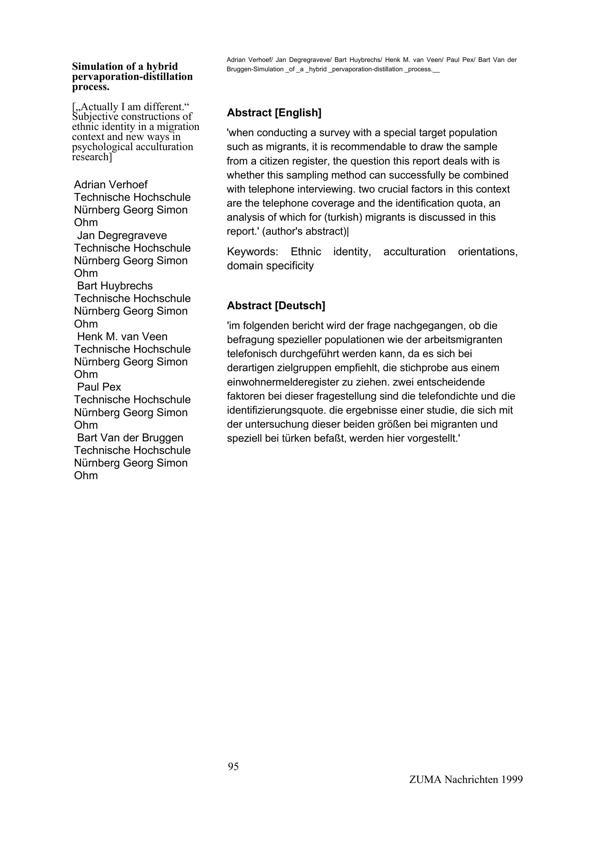 Simulation of a hybrid
pervaporation-distillation
process.
[„Actually I am different.“
Subjective constructions of
ethnic identity in a migration
context and new ways in
psychological acculturation
research]
Adrian Verhoef
Technische Hochschule
Nürnberg Georg Simon
Ohm
Jan Degregraveve
Technische Hochschule
Nürnberg Georg Simon
Ohm
Bart Huybrechs
Technische Hochschule
Nürnberg Georg Simon
Ohm
Henk M. van Veen
Technische Hochschule
Nürnberg Georg Simon
Ohm
Paul Pex
Technische Hochschule
Nürnberg Georg Simon
Ohm
Bart Van der Bruggen
Technische Hochschule
Nürnberg Georg Simon
Ohm
Adrian Verhoef/ Jan Degregraveve/ Bart Huybrechs/ Henk M. van Veen/ Paul Pex/ Bart Van der
Bruggen-Simulation _of _a _hybrid _pervaporation-distillation _process.__
Abstract [English]
'when conducting a survey with a special target population
such as migrants, it is recommendable to draw the sample
from a citizen register, the question this report deals with is
whether this sampling method can successfully be combined
with telephone interviewing. two crucial factors in this context
are the telephone coverage and the identification quota, an
analysis of which for (turkish) migrants is discussed in this
report.' (author's abstract)|
Keywords: Ethnic identity, acculturation orientations,
domain specificity
Abstract [Deutsch]
'im folgenden bericht wird der frage nachgegangen, ob die
befragung spezieller populationen wie der arbeitsmigranten
telefonisch durchgeführt werden kann, da es sich bei
derartigen zielgruppen empfiehlt, die stichprobe aus einem
einwohnermelderegister zu ziehen. zwei entscheidende
faktoren bei dieser fragestellung sind die telefondichte und die
identifizierungsquote. die ergebnisse einer studie, die sich mit
der untersuchung dieser beiden größen bei migranten und
speziell bei türken befaßt, werden hier vorgestellt.'
95
ZUMA Nachrichten 1999